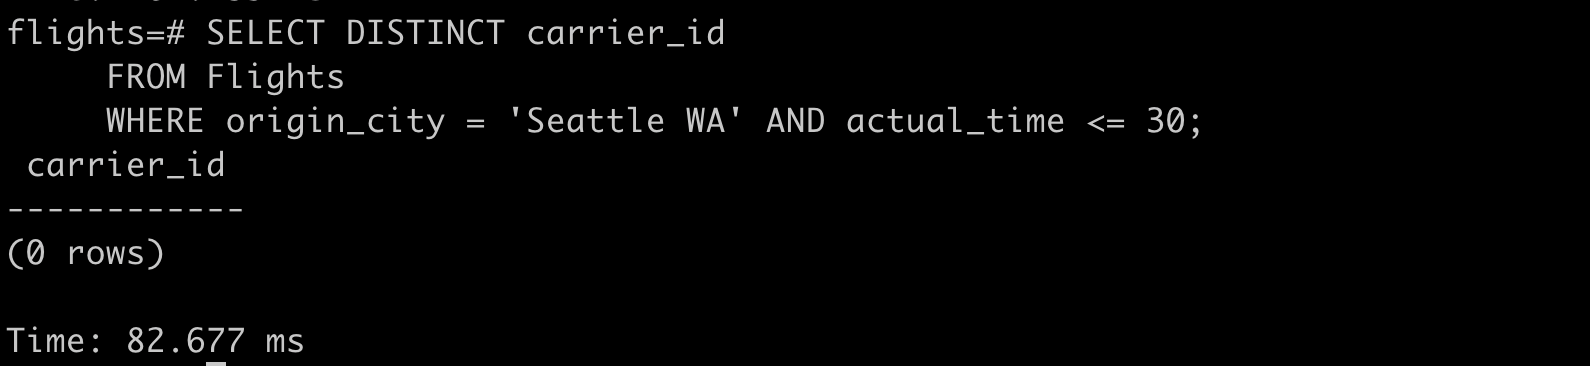 flights=# SELECT DISTINCT carrier_id
FROM Flights
WHERE origin_city = 'Seattle WA' AND actual_time <= 30;
carrier_id
------------
(0 rows)
Time: 82.677 ms